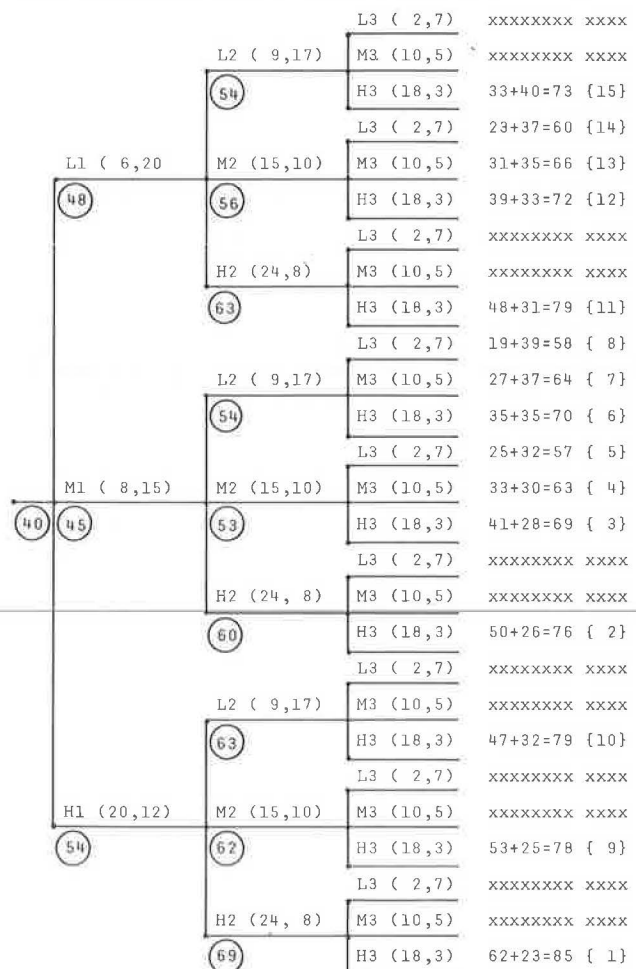 L3 ( 2,7) xxxxxxxx xxxx
L2 ( 9,17) M3 (10,5) xxxxxxxx xxxx
54 H3 (18,3) 33+40=73 {15}
L3 ( 2,7) 23+37=60 {14}
L1 ( 6,20 M2 (15,10) M3 (10,5) 31+35=66 {13}
48 56 H3 (18,3) 39+33=72 {12}
L3 ( 2,7) xxxxxxxx xxxx
H2 (24,8) M3 (10,5) xxxxxxxx xxxx
63 H3 (18,3) 48+31=79 {11}
L3 ( 2,7) 19+39=58 { 8}
L2 ( 9,17) M3 (10,5) 27+37=64 { 7}
54 H3 (18,3) 35+35=70 { 6}
L3 ( 2,7) 25+32=57 { 5}
M1 ( 8,15) M2 (15,10) M3 (10,5) 33+30=63 { 4}
40 45 53 H3 (18,3) 41+28=69 { 3}
L3 ( 2,7) xxxxxxxx xxxx
H2 (24, 8) M3 (10,5) xxxxxxxx xxxx
60 H3 (18,3) 50+26=76 { 2}
L3 ( 2,7) xxxxxxxx xxxx
L2 ( 9,17) M3 (10,5) xxxxxxxx xxxx
63 H3 (18,3) 47+32=79 {10}
L3 ( 2,7) xxxxxxxx xxxx
H1 (20,12) M2 (15,10) M3 (10,5) xxxxxxxx xxxx
54 62 H3 (18,3) 53+25=78 { 9}
L3 ( 2,7) xxxxxxxx xxxx
H2 (24, 8) M3 (10,5) xxxxxxxx xxxx
69 H3 (18,3) 62+23=85 { 1}